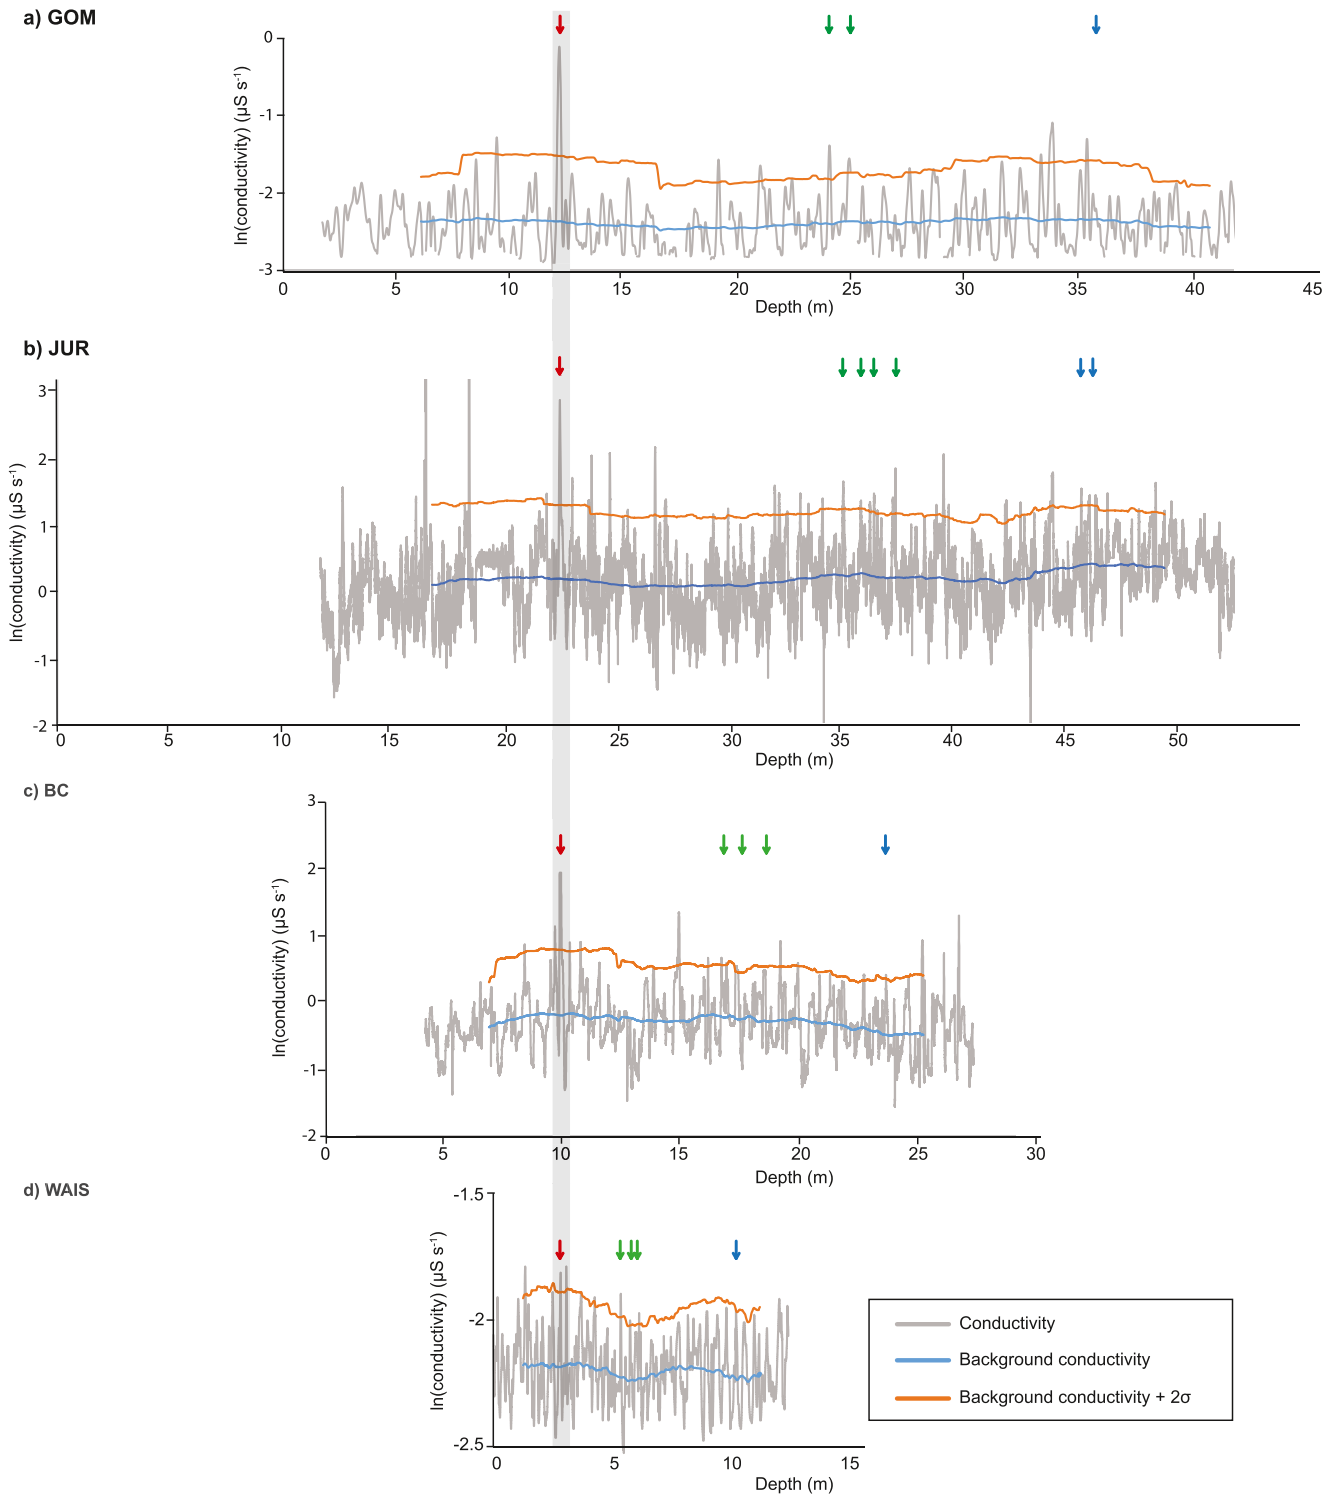 a) GOM
ln(conductivity) (µS s⁻¹)
0
-1
-2
-3
0 5 10 15 20 25 30 35 40 45
Depth (m)
b) JUR
ln(conductivity) (µS s⁻¹)
3
2
1
0
-1
-2
0 5 10 15 20 25 30 35 40 45 50
Depth (m)
c) BC
ln(conductivity) (µS s⁻¹)
3
2
1
0
-1
-2
0 5 10 15 20 25 30
Depth (m)
d) WAIS
ln(conductivity) (µS s⁻¹)
-1.5
-2
-2.5
0 5 10 15
Depth (m)
Conductivity
Background conductivity
Background conductivity + 2σ